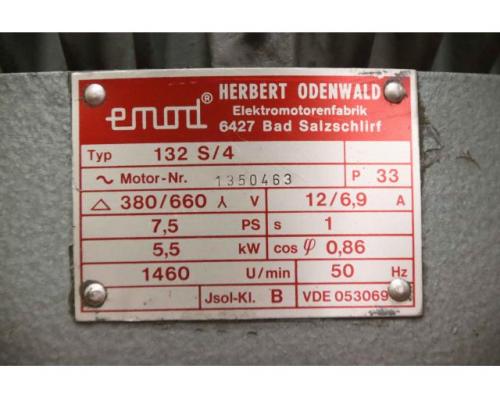 emod® HERBERT ODENWALD
Elektromotorenfabrik
6427 Bad Salzschlirf
Typ 132 S/4
~ Motor-Nr. 1350463 P 33
△ 380/660 ⅄ V 12/6,9 A
7,5 PS s 1
5,5 kW cos φ 0,86
1460 U/min 50 Hz
Jsol-Kl. B VDE 053069